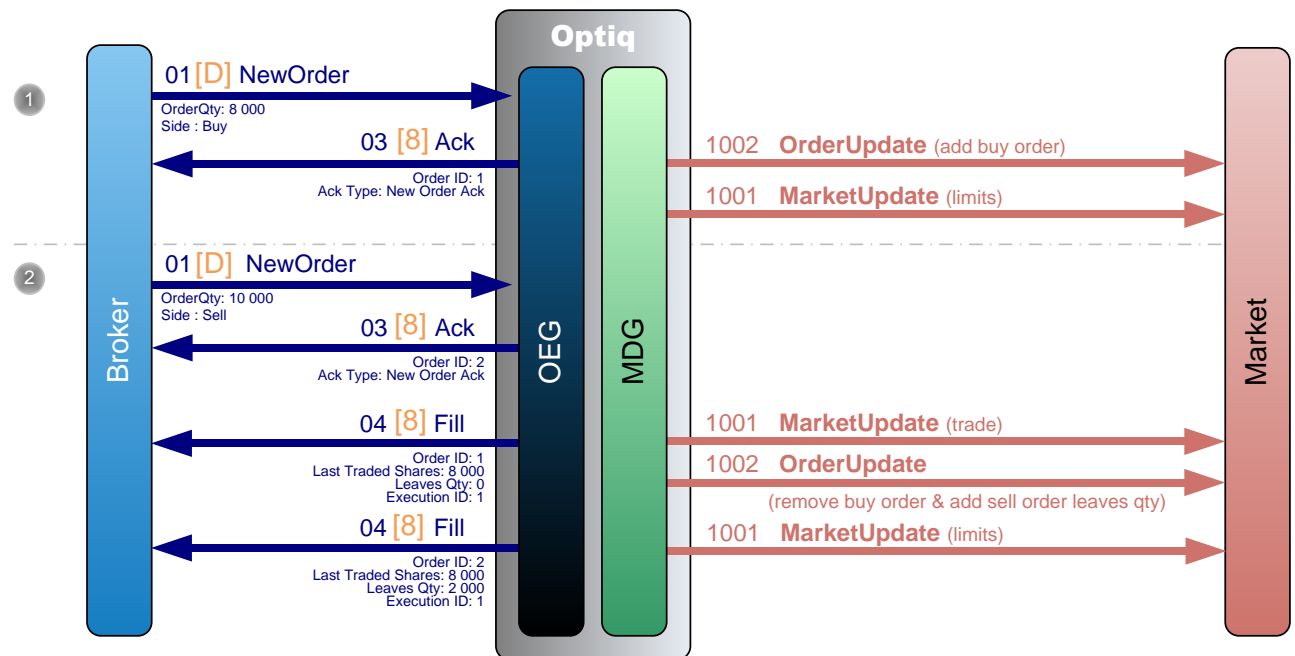 Optiq
1
01 [D] NewOrder
OrderQty: 8 000
Side : Buy
03 [8] Ack
Order ID: 1
Ack Type: New Order Ack
1002 OrderUpdate (add buy order)
1001 MarketUpdate (limits)
2
01 [D] NewOrder
OrderQty: 10 000
Side : Sell
03 [8] Ack
Order ID: 2
Ack Type: New Order Ack
Broker
OEG
MDG
Market
04 [8] Fill
Order ID: 1
Last Traded Shares: 8 000
Leaves Qty: 0
Execution ID: 1
1001 MarketUpdate (trade)
1002 OrderUpdate
(remove buy order & add sell order leaves qty)
04 [8] Fill
Order ID: 2
Last Traded Shares: 8 000
Leaves Qty: 2 000
Execution ID: 1
1001 MarketUpdate (limits)